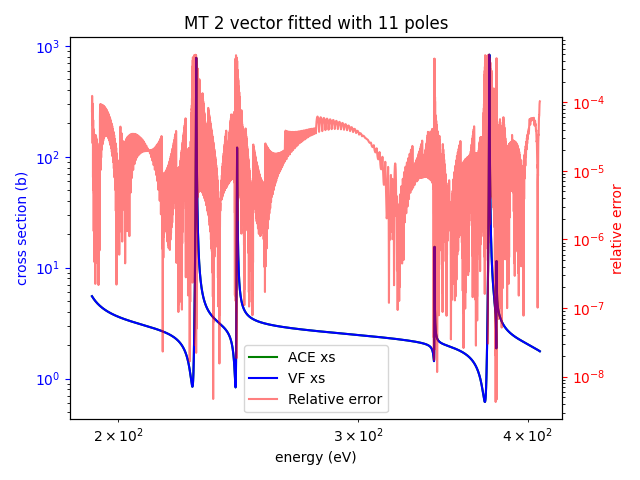 MT 2 vector fitted with 11 poles
cross section (b)
10³
10²
10¹
10⁰
10⁻⁴
10⁻⁵
10⁻⁶
10⁻⁷
10⁻⁸
relative error
ACE xs
VF xs
Relative error
2 × 10² 3 × 10² 4 × 10²
energy (eV)